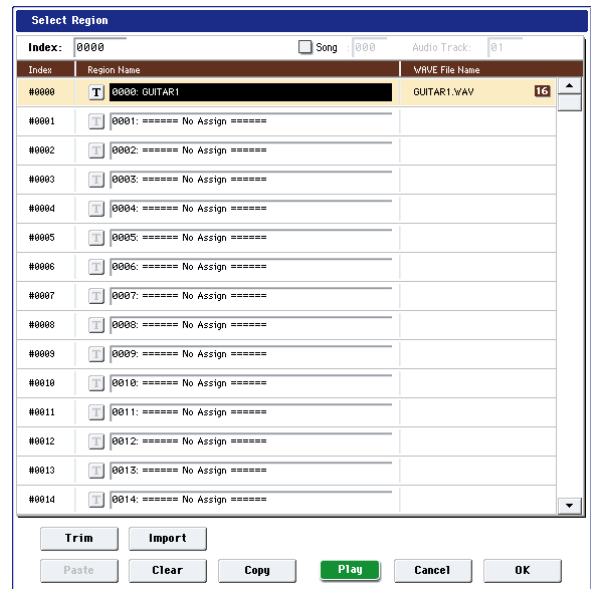 Select Region
Index: 0000 Song : 000 Audio Track: 01
Index Region Name WAVE File Name
#0000 T 0000: GUITAR1 GUITAR1.WAV 16
#0001 T 0001: ====== No Assign ======
#0002 T 0002: ====== No Assign ======
#0003 T 0003: ====== No Assign ======
#0004 T 0004: ====== No Assign ======
#0005 T 0005: ====== No Assign ======
#0006 T 0006: ====== No Assign ======
#0007 T 0007: ====== No Assign ======
#0008 T 0008: ====== No Assign ======
#0009 T 0009: ====== No Assign ======
#0010 T 0010: ====== No Assign ======
#0011 T 0011: ====== No Assign ======
#0012 T 0012: ====== No Assign ======
#0013 T 0013: ====== No Assign ======
#0014 T 0014: ====== No Assign ======
Trim Import
Paste Clear Copy Play Cancel OK